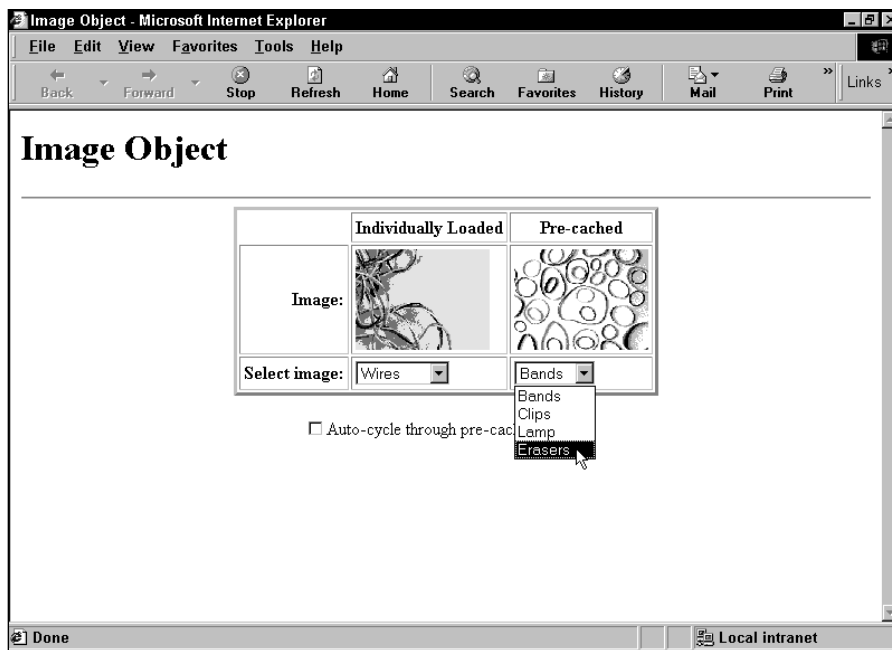 Image Object - Microsoft Internet Explorer
File Edit View Favorites Tools Help
Back Forward Stop Refresh Home Search Favorites History Mail Print » Links »
Image Object
Individually Loaded Pre-cached
Image:
Select image: Wires Bands
Bands
Clips
Auto-cycle through pre-cac
Lamp
Erasers
Done Local intranet